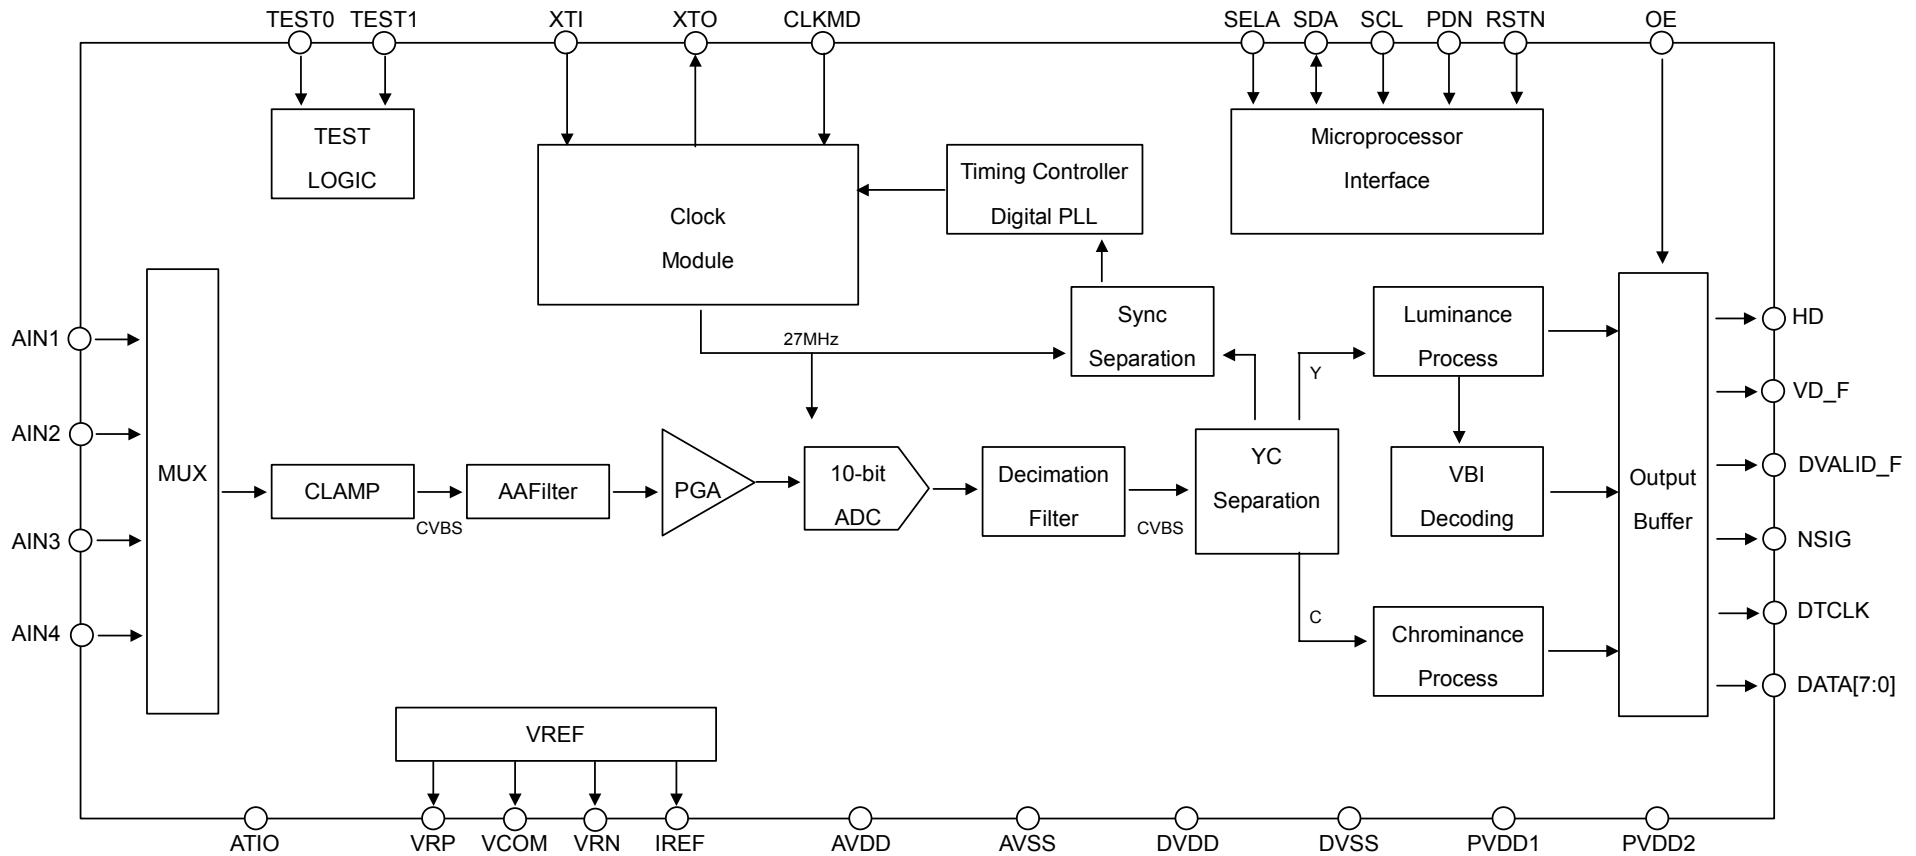 TEST0 TEST1 XTI XTO CLKMD SELA SDA SCL PDN RSTN OE
TEST
LOGIC
Clock
Module
Timing Controller
Digital PLL
Microprocessor
Interface
Sync
Separation
27MHz
Luminance
Process
Y
AIN1
AIN2
AIN3
AIN4
MUX
CLAMP
CVBS
AAFilter
PGA
10-bit
ADC
Decimation
Filter
CVBS
YC
Separation
VBI
Decoding
C
Chrominance
Process
Output
Buffer
HD
VD_F
DVALID_F
NSIG
DTCLK
DATA[7:0]
VREF
ATIO VRP VCOM VRN IREF AVDD AVSS DVDD DVSS PVDD1 PVDD2